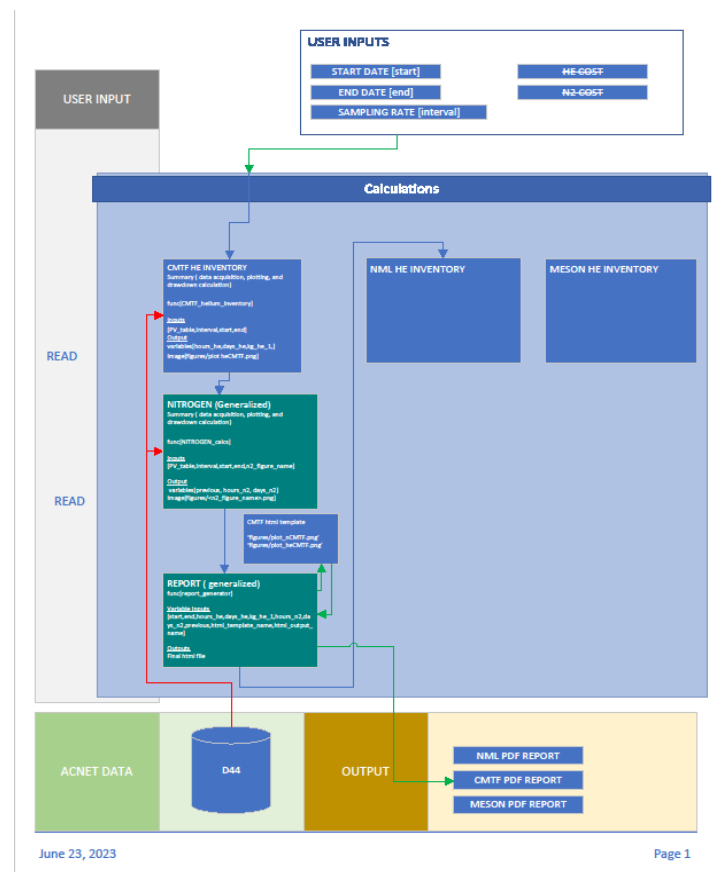 USER INPUTS
START DATE [start]
HE COST
END DATE [end]
N2 COST
SAMPLING RATE [interval]
USER INPUT
Calculations
CMTF HE INVENTORY
Summary ( data acquisition, plotting, and
drawdown calculation)
func[CMTF_helium_inventory]
Inputs
[PV_table,interval,start,end]
Output
variables[hours_he,days_he,kg_he_1,]
Image[figures/plot heCMTF.png]
NML HE INVENTORY
MESON HE INVENTORY
READ
NITROGEN (Generalized)
Summary ( data acquisition, plotting, and
drawdown calculation)
func[NITROGEN_calcs]
Inputs
[PV_table,interval,start,end,n2_figure_name]
Output
variables[previous, hours_n2, days_n2]
Image[figures/<n2_figure_name>.png]
READ
CMTF html template
'figures/plot_nCMTF.png'
'figures/plot_heCMTF.png'
REPORT ( generalized)
func[report_generator]
Variable Inputs
[start,end,hours_he,days_he,kg_he_1,hours_n2,da
ys_n2,previous,html_template_name,html_output_
name]
Outputs
Final html file
ACNET DATA
D44
OUTPUT
NML PDF REPORT
CMTF PDF REPORT
MESON PDF REPORT
June 23, 2023
Page 1